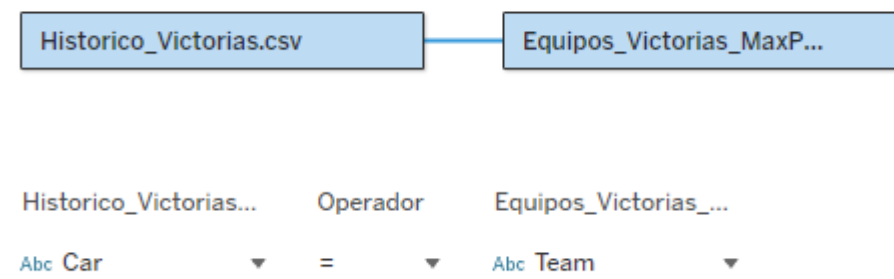 Historico_Victorias.csv Equipos_Victorias_MaxP...
Historico_Victorias... Operador Equipos_Victorias_...
Abc Car = Abc Team